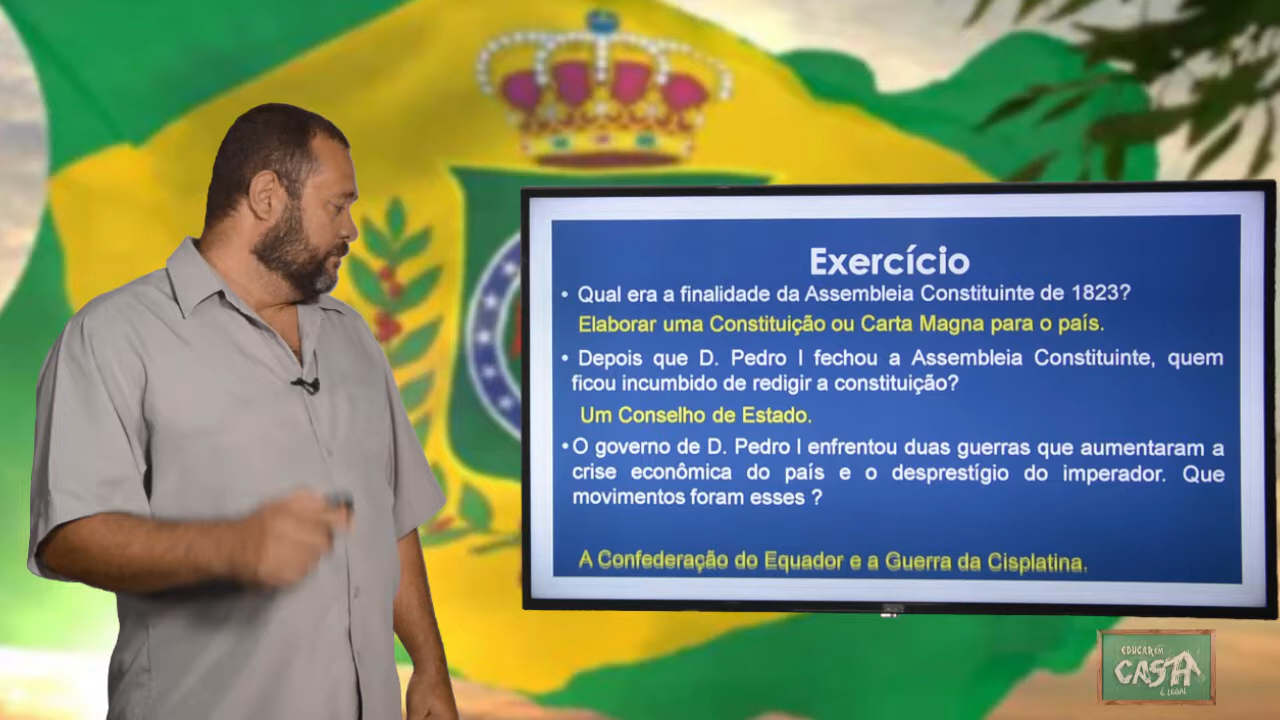 Exercício
• Qual era a finalidade da Assembleia Constituinte de 1823?
Elaborar uma Constituição ou Carta Magna para o país.
• Depois que D. Pedro I fechou a Assembleia Constituinte, quem
ficou incumbido de redigir a constituição?
Um Conselho de Estado.
• O governo de D. Pedro I enfrentou duas guerras que aumentaram a
crise econômica do país e o desprestígio do imperador. Que
movimentos foram esses ?
A Confederação do Equador e a Guerra da Cisplatina.
EDUCAR EM
CASA
é LEGAL